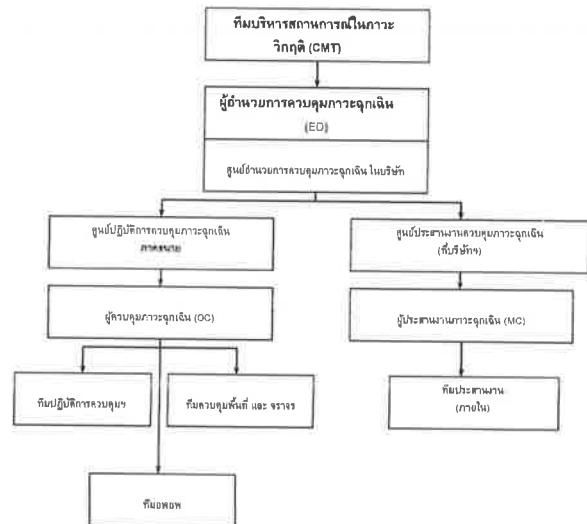 ทีมบริหารสถานการณ์ในภาวะ
วิกฤติ (CMT)
ผู้อำนวยการควบคุมภาวะฉุกเฉิน
(ED)
ศูนย์อำนวยการควบคุมภาวะฉุกเฉิน ในบริษัท
ศูนย์ปฏิบัติการควบคุมภาวะฉุกเฉิน
ภาคสนาม
ศูนย์ประสานงานควบคุมภาวะฉุกเฉิน
(ที่บริษัทฯ)
ผู้ควบคุมภาวะฉุกเฉิน (OC)
ผู้ประสานงานภาวะฉุกเฉิน (MC)
ทีมปฏิบัติการควบคุมฯ
ทีมควบคุมพื้นที่ และ จราจร
ทีมประสานงาน
(ภายใน)
ทีมอพยพ